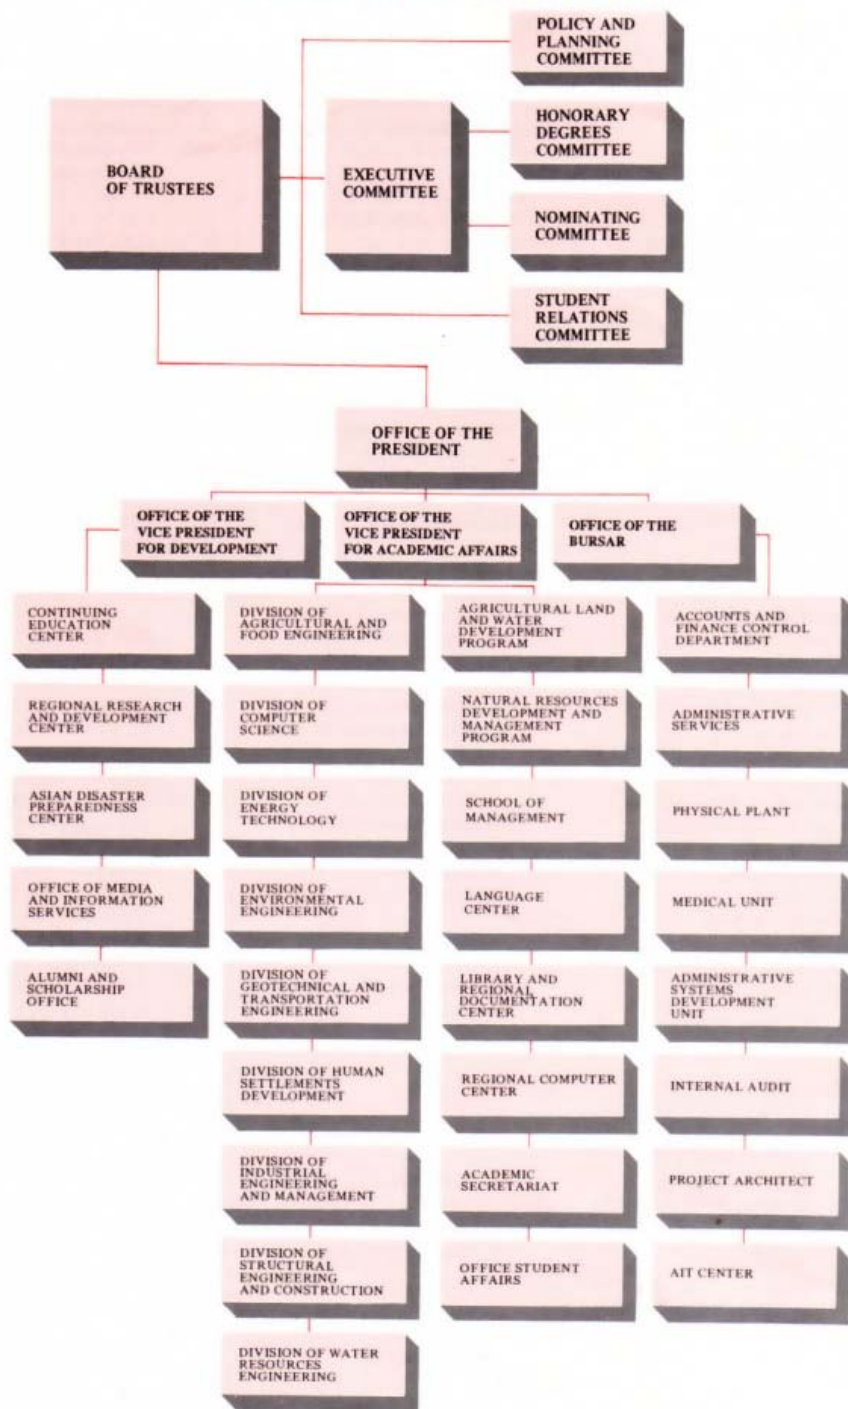 POLICY AND
PLANNING
COMMITTEE
BOARD
OF TRUSTEES
EXECUTIVE
COMMITTEE
HONORARY
DEGREES
COMMITTEE
NOMINATING
COMMITTEE
STUDENT
RELATIONS
COMMITTEE
OFFICE OF THE
PRESIDENT
OFFICE OF THE
VICE PRESIDENT
FOR DEVELOPMENT
OFFICE OF THE
VICE PRESIDENT
FOR ACADEMIC AFFAIRS
OFFICE OF THE
BURSAR
CONTINUING
EDUCATION
CENTER
REGIONAL RESEARCH
AND DEVELOPMENT
CENTER
ASIAN DISASTER
PREPAREDNESS
CENTER
OFFICE OF MEDIA
AND INFORMATION
SERVICES
ALUMNI AND
SCHOLARSHIP
OFFICE
DIVISION OF
AGRICULTURAL AND
FOOD ENGINEERING
DIVISION OF
COMPUTER
SCIENCE
DIVISION OF
ENERGY
TECHNOLOGY
DIVISION OF
ENVIRONMENTAL
ENGINEERING
DIVISION OF
GEOTECHNICAL AND
TRANSPORTATION
ENGINEERING
DIVISION OF HUMAN
SETTLEMENTS
DEVELOPMENT
DIVISION OF
INDUSTRIAL
ENGINEERING
AND MANAGEMENT
DIVISION OF
STRUCTURAL
ENGINEERING
AND CONSTRUCTION
DIVISION OF WATER
RESOURCES
ENGINEERING
AGRICULTURAL LAND
AND WATER
DEVELOPMENT
PROGRAM
NATURAL RESOURCES
DEVELOPMENT AND
MANAGEMENT
PROGRAM
SCHOOL OF
MANAGEMENT
LANGUAGE
CENTER
LIBRARY AND
REGIONAL
DOCUMENTATION
CENTER
REGIONAL COMPUTER
CENTER
ACADEMIC
SECRETARIAT
OFFICE STUDENT
AFFAIRS
ACCOUNTS AND
FINANCE CONTROL
DEPARTMENT
ADMINISTRATIVE
SERVICES
PHYSICAL PLANT
MEDICAL UNIT
ADMINISTRATIVE
SYSTEMS
DEVELOPMENT
UNIT
INTERNAL AUDIT
PROJECT ARCHITECT
AIT CENTER